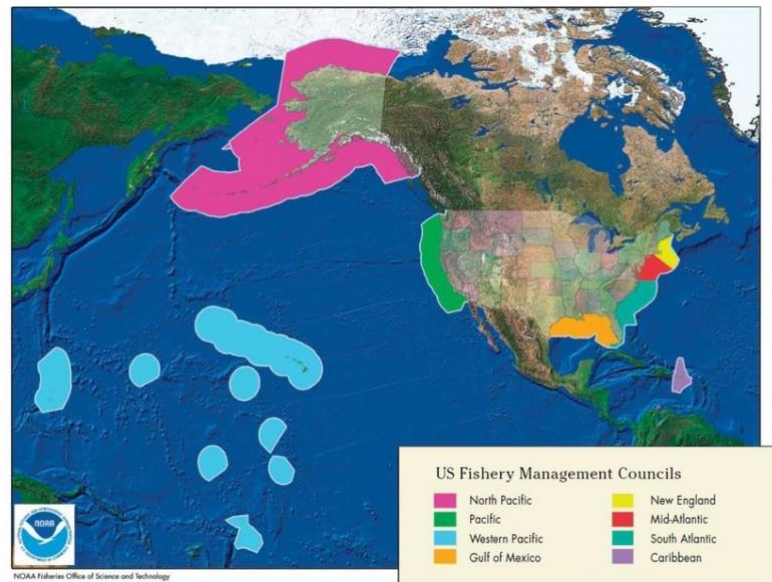 US Fishery Management Councils
North Pacific
Pacific
Western Pacific
Gulf of Mexico
New England
Mid-Atlantic
South Atlantic
Caribbean
NOAA
NOAA Fisheries Office of Science and Technology